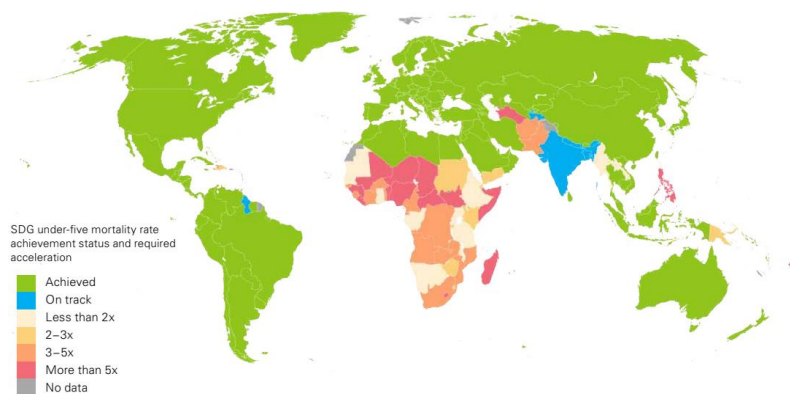 SDG under-five mortality rate
achievement status and required
acceleration
Achieved
On track
Less than 2x
2–3x
3–5x
More than 5x
No data